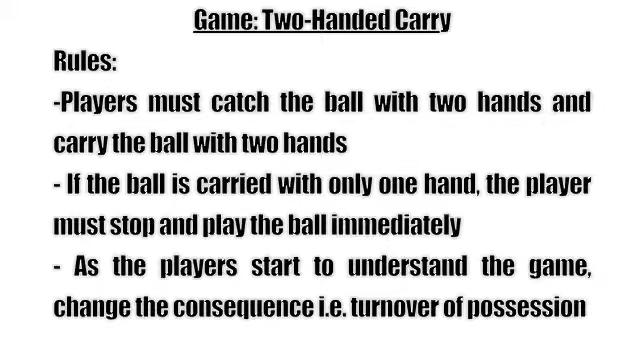 Game: Two-Handed Carry
Rules:
-Players must catch the ball with two hands and
carry the ball with two hands
- If the ball is carried with only one hand, the player
must stop and play the ball immediately
- As the players start to understand the game,
change the consequence i.e. turnover of possession